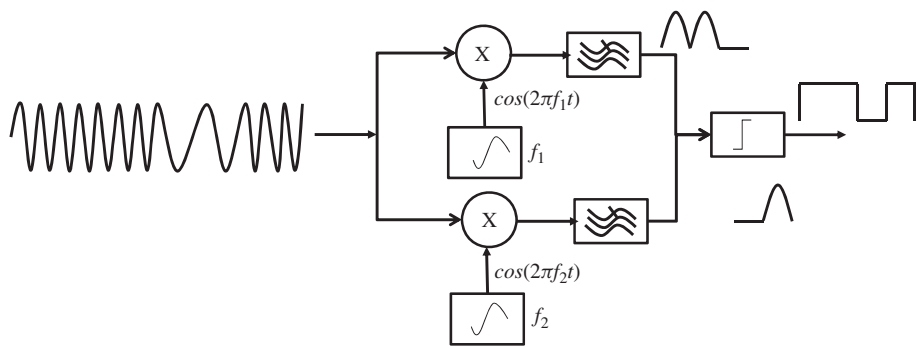 X
cos(2πf₁t)
f₁
X
cos(2πf₂t)
f₂